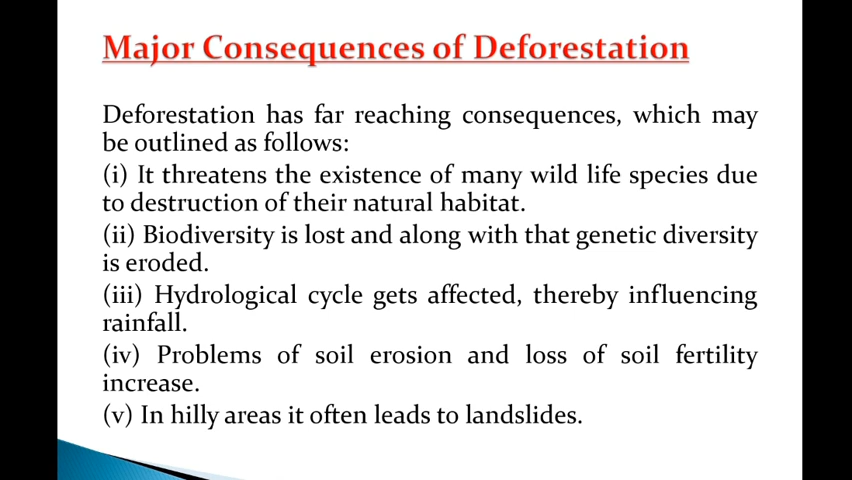 Major Consequences of Deforestation
Deforestation has far reaching consequences, which may
be outlined as follows:
(i) It threatens the existence of many wild life species due
to destruction of their natural habitat.
(ii) Biodiversity is lost and along with that genetic diversity
is eroded.
(iii) Hydrological cycle gets affected, thereby influencing
rainfall.
(iv) Problems of soil erosion and loss of soil fertility
increase.
(v) In hilly areas it often leads to landslides.